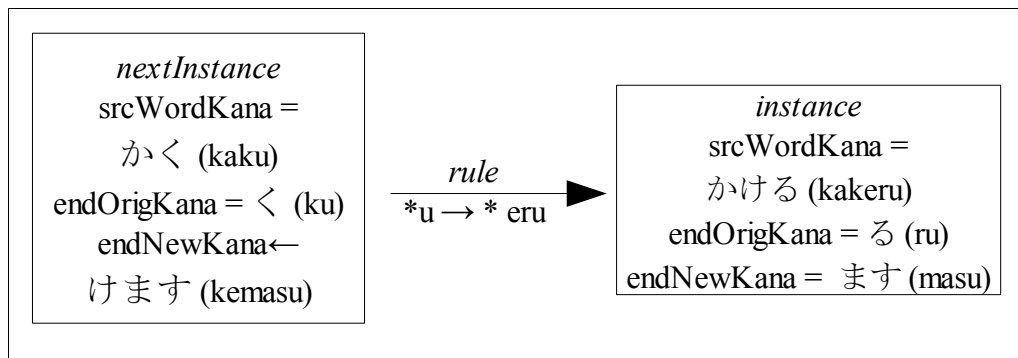 nextInstance
srcWordKana =
かく (kaku)
endOrigKana = く (ku)
endNewKana←
けます (kemasu)
rule
*u → * eru
instance
srcWordKana =
かける (kakeru)
endOrigKana = る (ru)
endNewKana = ます (masu)